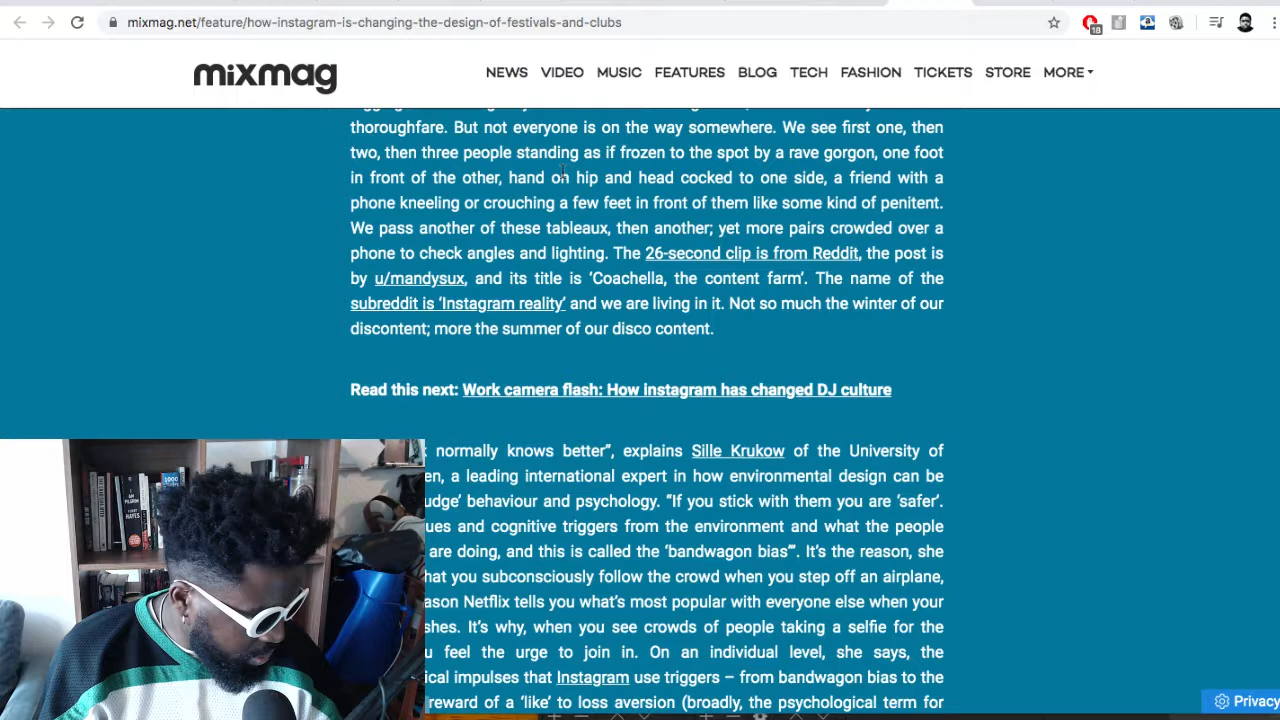 mixmag.net/feature/how-instagram-is-changing-the-design-of-festivals-and-clubs
18
mixmag
NEWS VIDEO MUSIC FEATURES BLOG TECH FASHION TICKETS STORE MORE
thoroughfare. But not everyone is on the way somewhere. We see first one, then
two, then three people standing as if frozen to the spot by a rave gorgon, one foot
in front of the other, hand on hip and head cocked to one side, a friend with a
phone kneeling or crouching a few feet in front of them like some kind of penitent.
We pass another of these tableaux, then another; yet more pairs crowded over a
phone to check angles and lighting. The 26-second clip is from Reddit, the post is
by u/mandysux, and its title is ‘Coachella, the content farm’. The name of the
subreddit is ‘Instagram reality’ and we are living in it. Not so much the winter of our
discontent; more the summer of our disco content.
Read this next: Work camera flash: How instagram has changed DJ culture
normally knows better”, explains Sille Krukow of the University of
en, a leading international expert in how environmental design can be
udge’ behaviour and psychology. “If you stick with them you are ‘safer’.
ues and cognitive triggers from the environment and what the people
are doing, and this is called the ‘bandwagon bias’”. It’s the reason, she
hat you subconsciously follow the crowd when you step off an airplane,
ason Netflix tells you what’s most popular with everyone else when your
shes. It’s why, when you see crowds of people taking a selfie for the
u feel the urge to join in. On an individual level, she says, the
ical impulses that Instagram use triggers – from bandwagon bias to the
‘reward of a ‘like’ to loss aversion (broadly, the psychological term for
Privacy
I AM
PILGRIM
TERRY
HAYES
1000